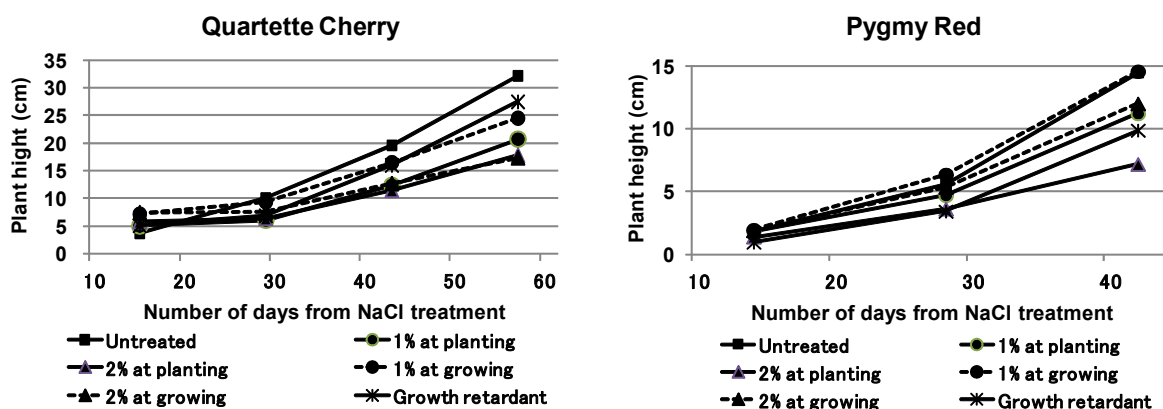 Quartette Cherry
Plant hight (cm)
35
30
25
20
15
10
5
0
10 20 30 40 50 60
Number of days from NaCl treatment
Untreated 1% at planting
2% at planting 1% at growing
2% at growing Growth retardant
Pygmy Red
Plant height (cm)
15
10
5
0
10 20 30 40
Number of days from NaCl treatment
Untreated 1% at planting
2% at planting 1% at growing
2% at growing Growth retardant